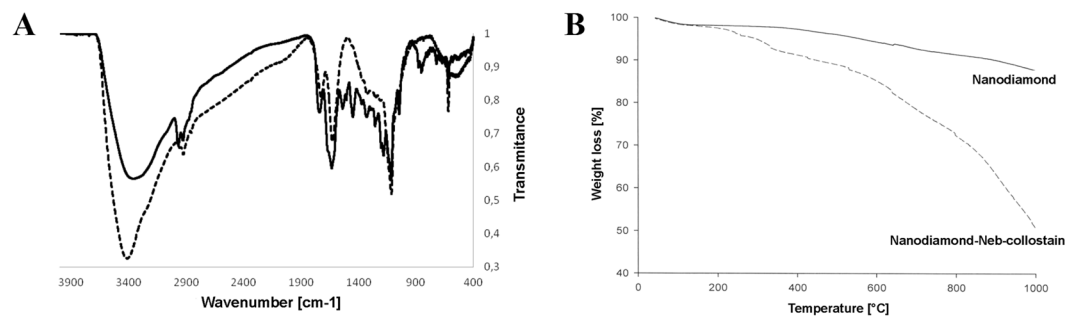 A
1
0,9
0,8
0,7
0,6
0,5
0,4
0,3
Transmitance
3900 3400 2900 2400 1900 1400 900 400
Wavenumber [cm-1]
B
100
90
80
70
60
50
40
Weight loss [%]
Nanodiamond
Nanodiamond-Neb-collostain
0 200 400 600 800 1000
Temperature [°C]